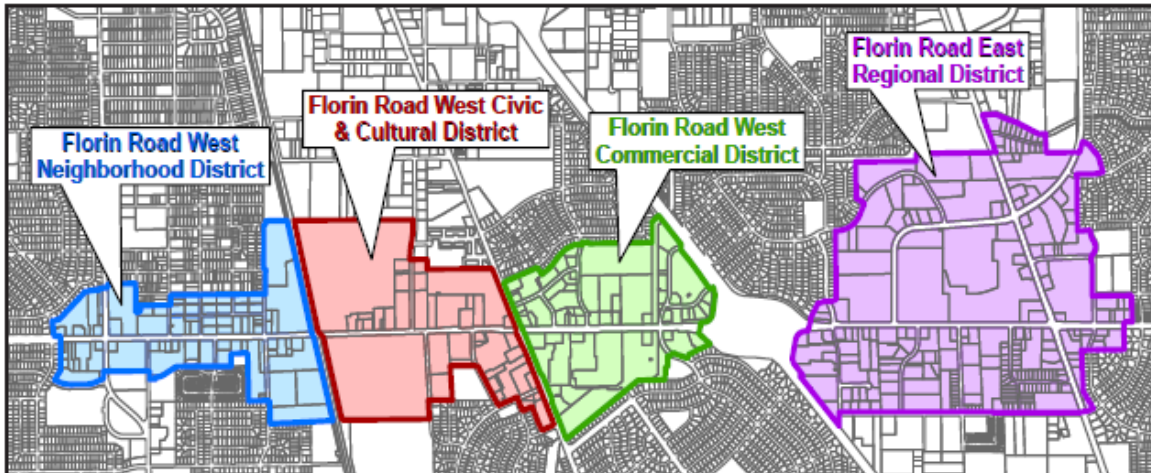 Florin Road West
Neighborhood District
Florin Road West Civic
& Cultural District
Florin Road West
Commercial District
Florin Road East
Regional District